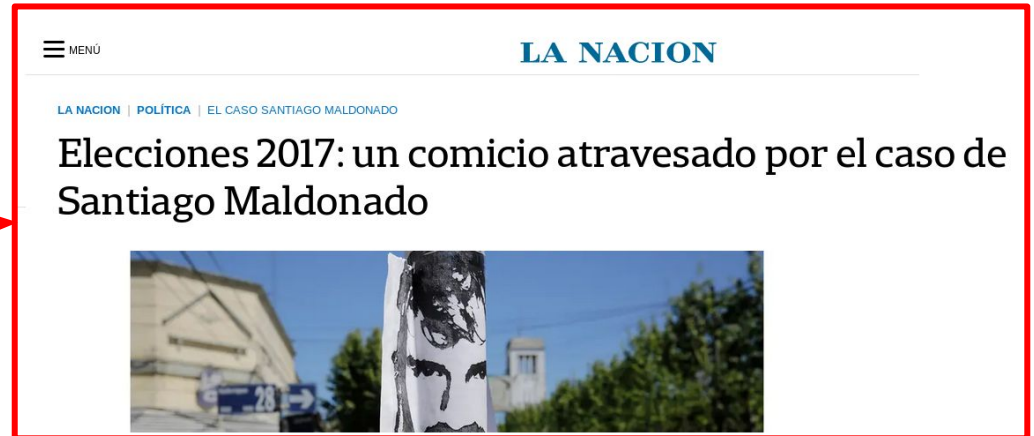 MENÚ
LA NACION
LA NACION | POLÍTICA | EL CASO SANTIAGO MALDONADO
Elecciones 2017: un comicio atravesado por el caso de
Santiago Maldonado
28